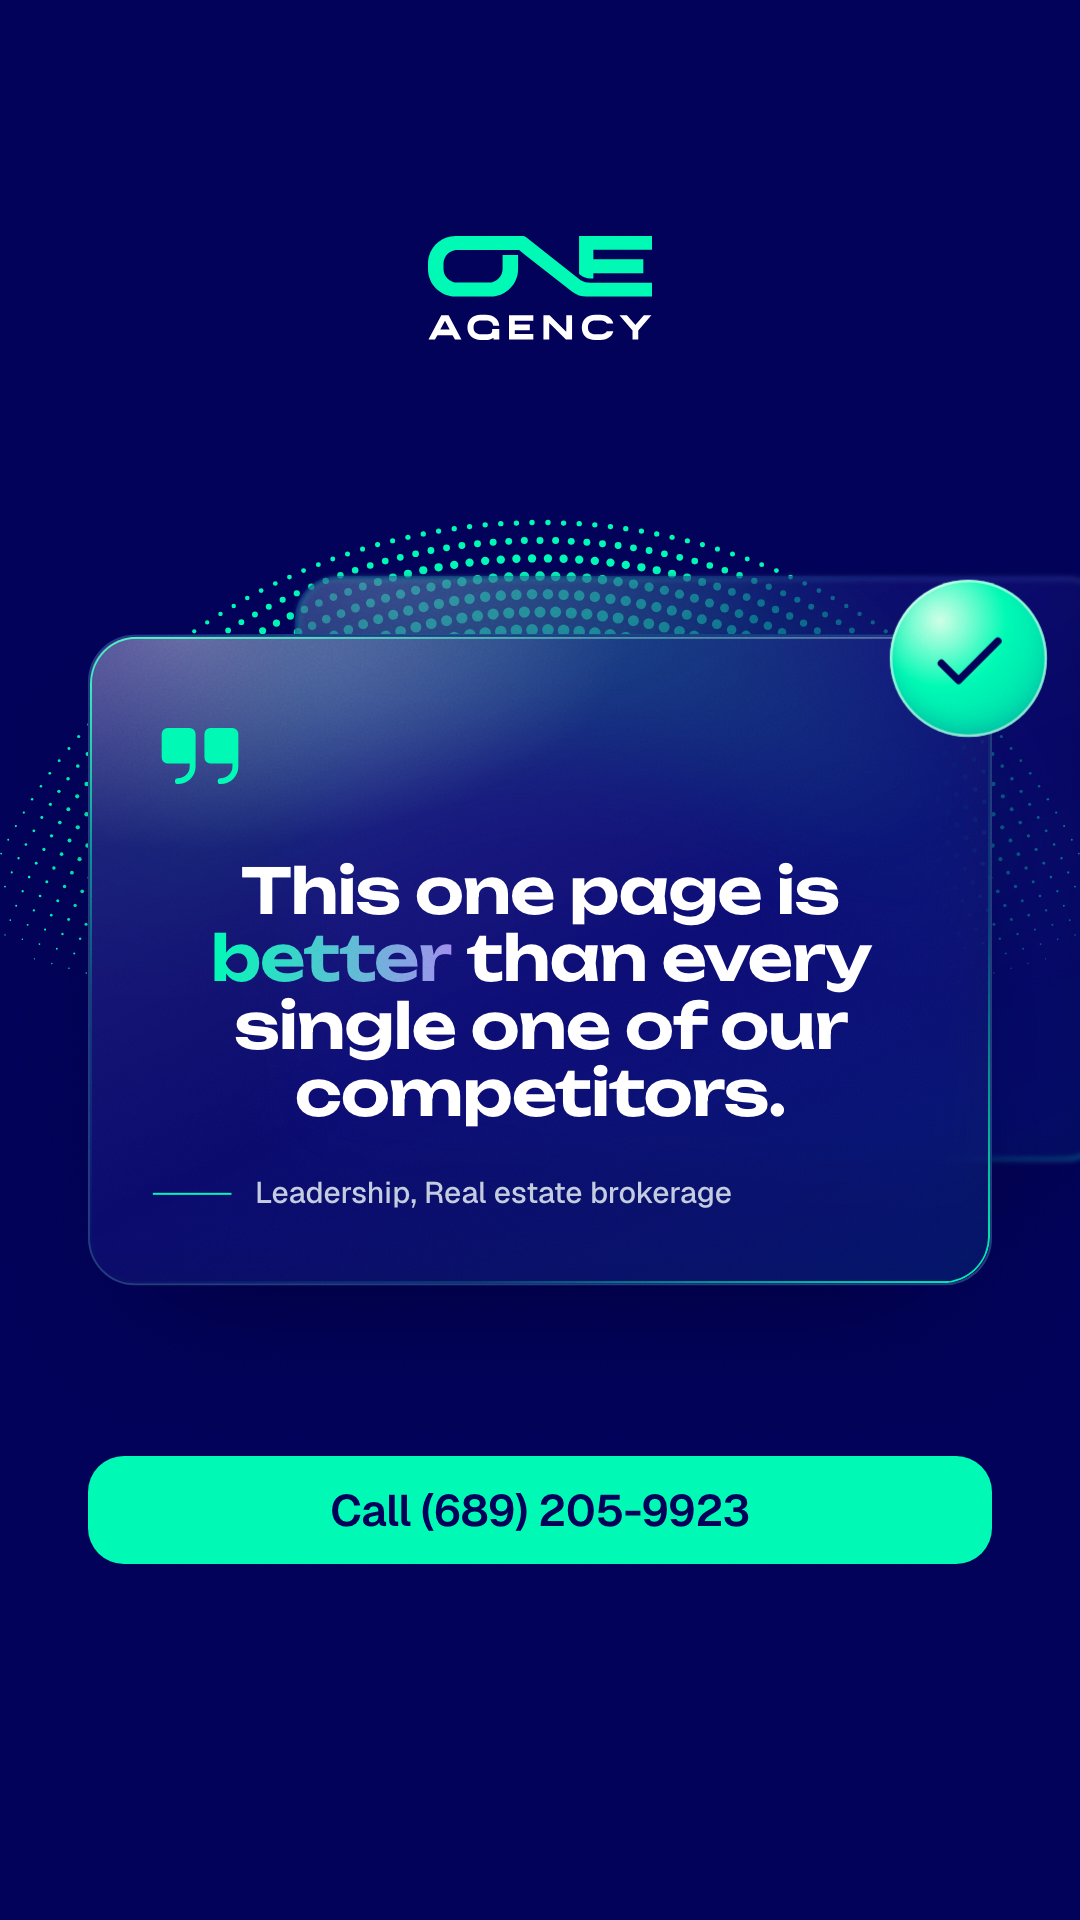 ONE
AGENCY
”
This one page is
better than every
single one of our
competitors.
Leadership, Real estate brokerage
Call (689) 205-9923